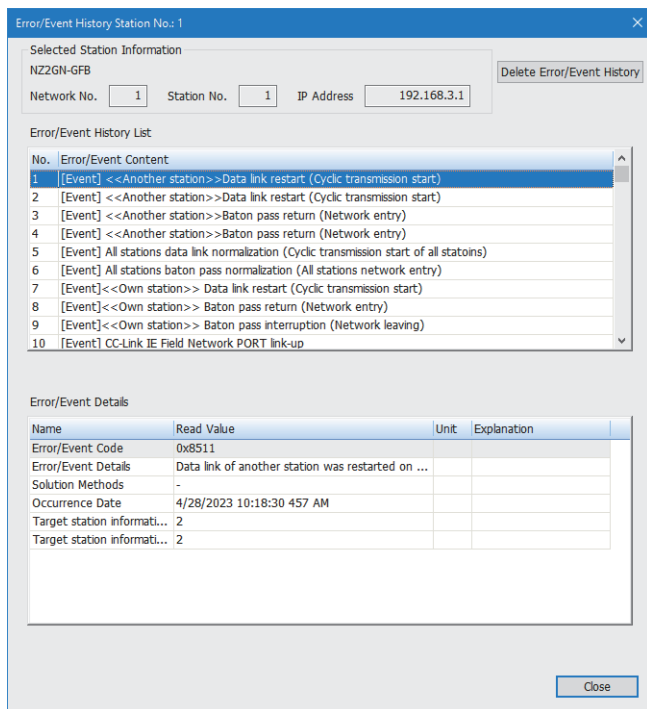 Error/Event History Station No.: 1
Selected Station Information
NZ2GN-GFB
Delete Error/Event History
Network No. 1 Station No. 1 IP Address 192.168.3.1
Error/Event History List
No. Error/Event Content
1 [Event] <<Another station>>Data link restart (Cyclic transmission start)
2 [Event] <<Another station>>Data link restart (Cyclic transmission start)
3 [Event] <<Another station>>Baton pass return (Network entry)
4 [Event] <<Another station>>Baton pass return (Network entry)
5 [Event] All stations data link normalization (Cyclic transmission start of all statoins)
6 [Event] All stations baton pass normalization (All stations network entry)
7 [Event]<<Own station>> Data link restart (Cyclic transmission start)
8 [Event]<<Own station>> Baton pass return (Network entry)
9 [Event]<<Own station>> Baton pass interruption (Network leaving)
10 [Event] CC-Link IE Field Network PORT link-up
Error/Event Details
Name Read Value Unit Explanation
Error/Event Code 0x8511
Error/Event Details Data link of another station was restarted on ...
Solution Methods -
Occurrence Date 4/28/2023 10:18:30 457 AM
Target station informati... 2
Target station informati... 2
Close